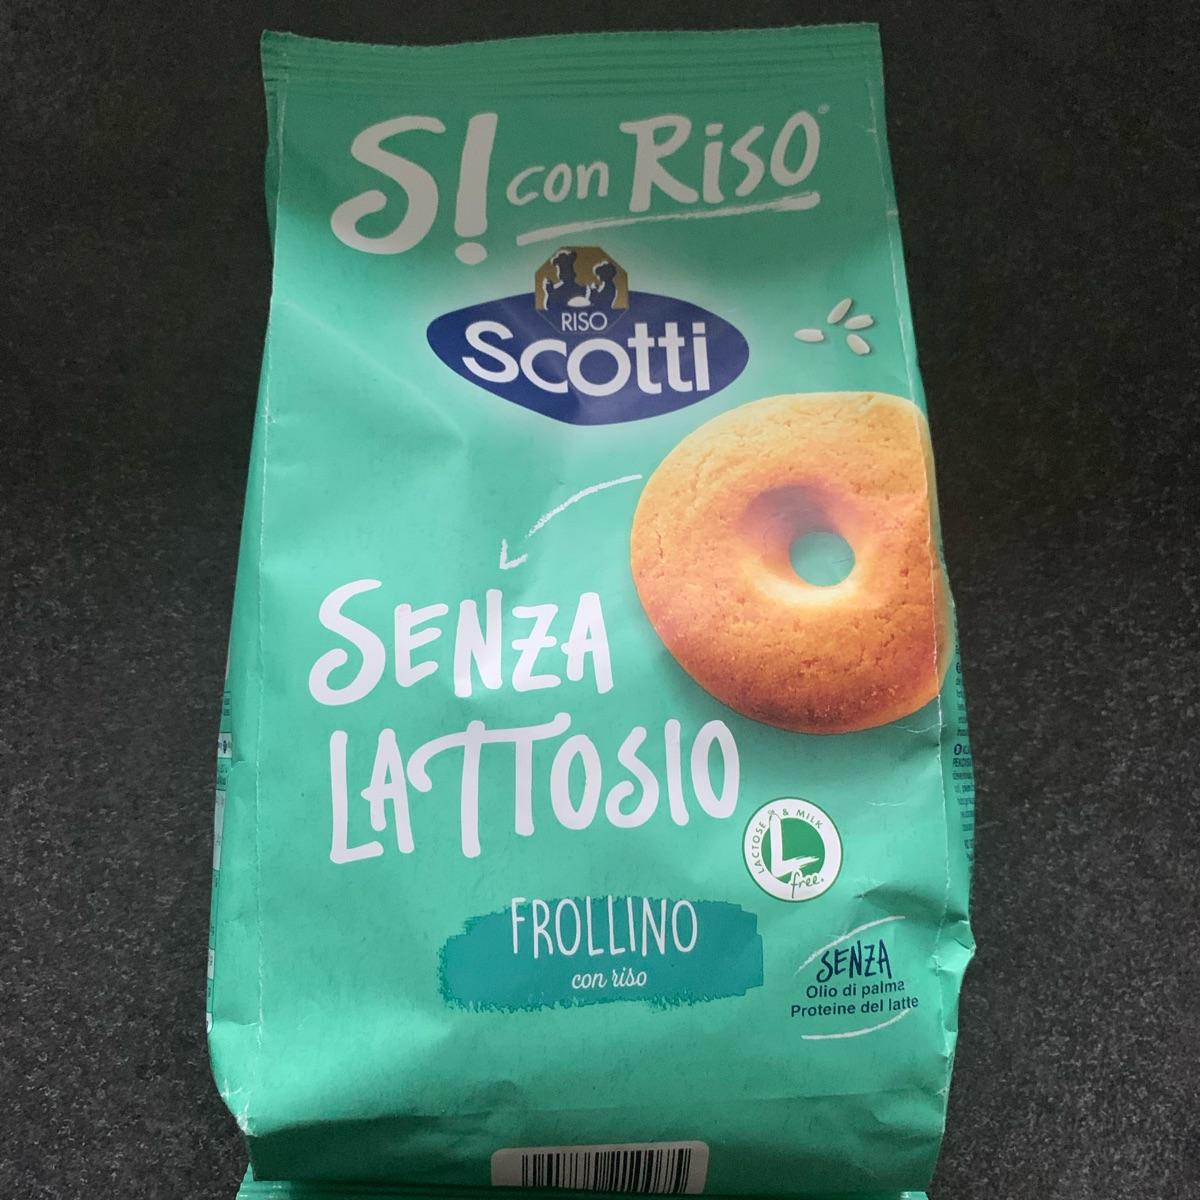 S! con Riso®
RISO
Scotti
SENZA
LATTOSIO
LACTOSE & MILK
free.
FROLLINO
con riso
SENZA
Olio di palma
Proteine del latte